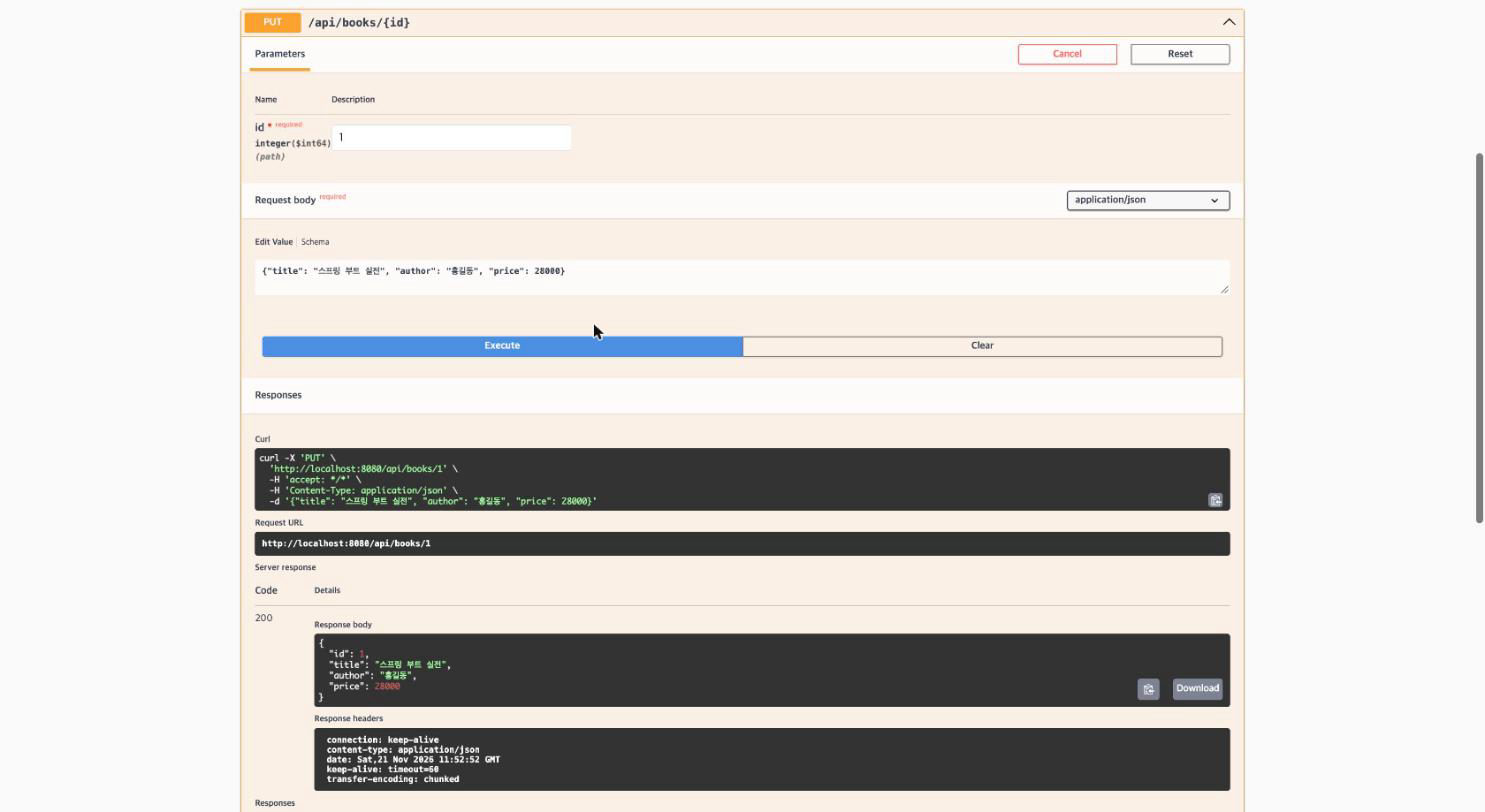 PUT /api/books/{id}
Parameters
Cancel
Reset
Name Description
id * required
integer($int64)
(path)
1
Request body required
application/json
Edit Value | Schema
{"title": "스프링 부트 실전", "author": "홍길동", "price": 28000}
Execute
Clear
Responses
Curl
curl -X 'PUT' \
'http://localhost:8080/api/books/1' \
-H 'accept: */*' \
-H 'Content-Type: application/json' \
-d '{"title": "스프링 부트 실전", "author": "홍길동", "price": 28000}'
Request URL
http://localhost:8080/api/books/1
Server response
Code Details
200
Response body
{
"id": 1,
"title": "스프링 부트 실전",
"author": "홍길동",
"price": 28000
}
Download
Response headers
connection: keep-alive
content-type: application/json
date: Sat,21 Nov 2026 11:52:52 GMT
keep-alive: timeout=60
transfer-encoding: chunked
Responses